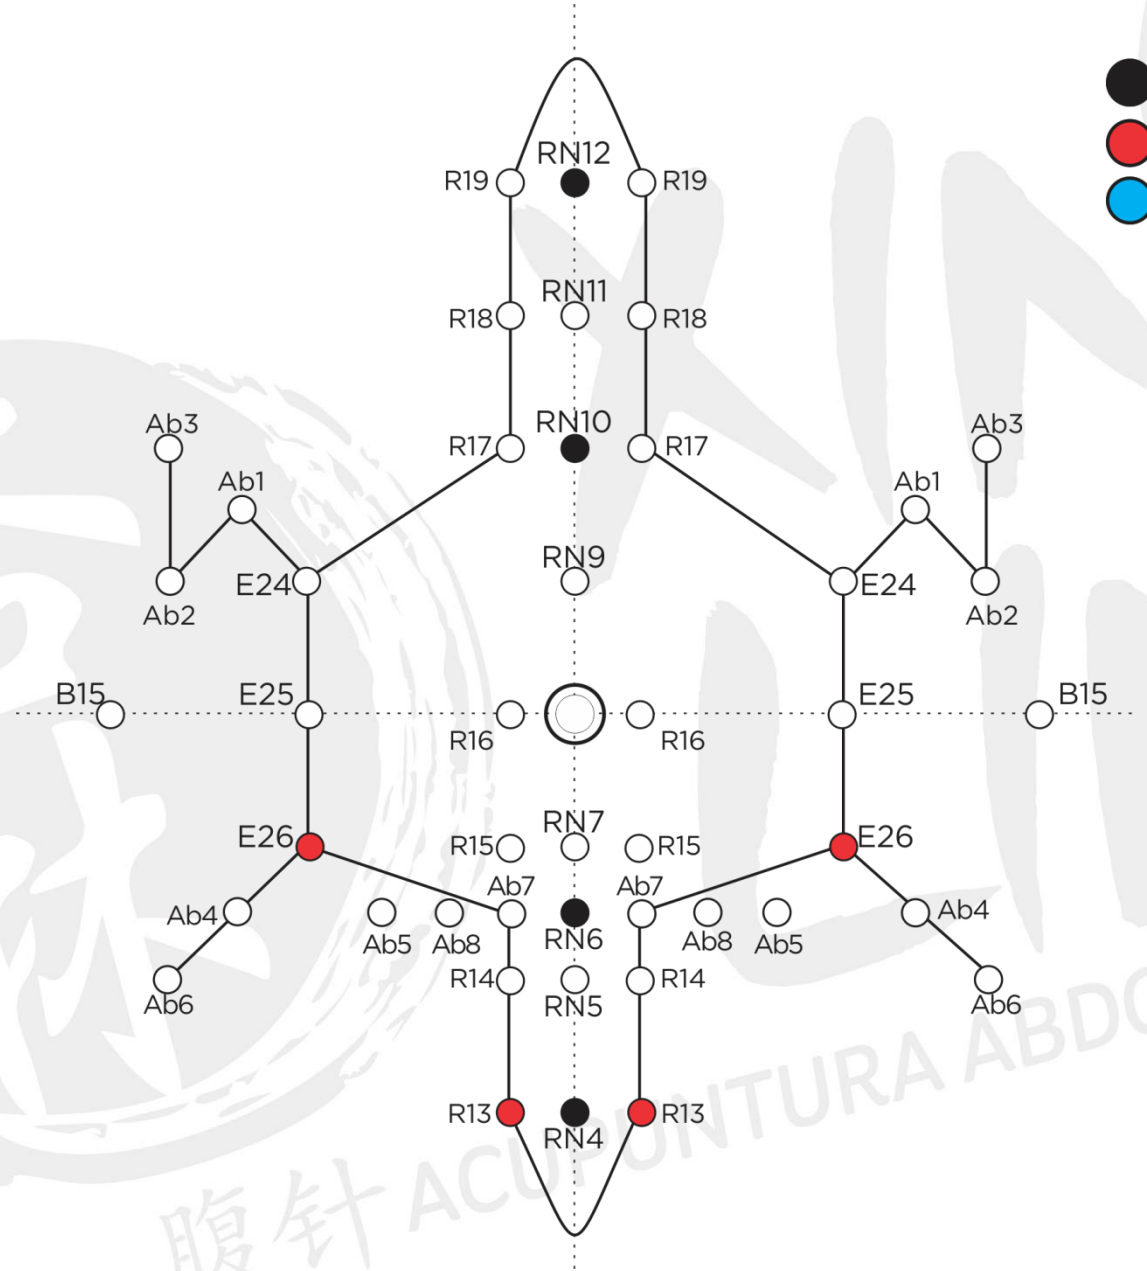 RN12
R19 R19
RN11
R18 R18
RN10
Ab3 Ab3
R17 R17
Ab1 Ab1
RN9
E24 E24
Ab2 Ab2
B15 E25 E25 B15
R16 R16
RN7
E26 E26
R15 R15
Ab7 Ab7
Ab4 Ab4
RN6
Ab5 Ab8 Ab8 Ab5
R14 R14
Ab6 RN5 Ab6
R13 R13
RN4
腹针 ACUPUNTURA ABDO